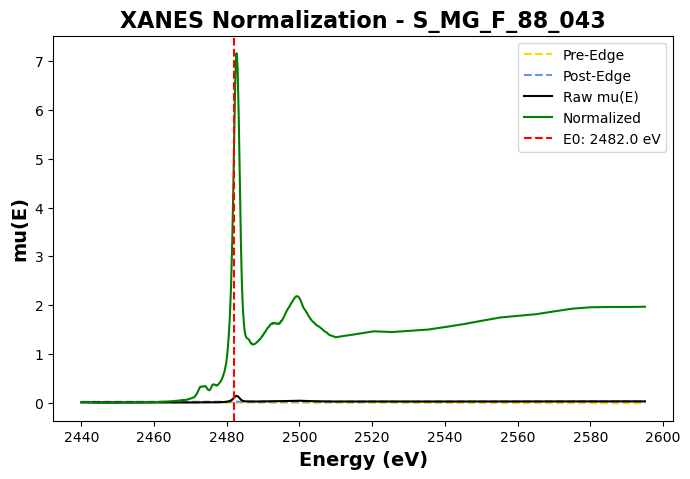 XANES Normalization - S_MG_F_88_043
mu(E)
7
6
5
4
3
2
1
0
Pre-Edge
Post-Edge
Raw mu(E)
Normalized
E0: 2482.0 eV
2440 2460 2480 2500 2520 2540 2560 2580 2600
Energy (eV)